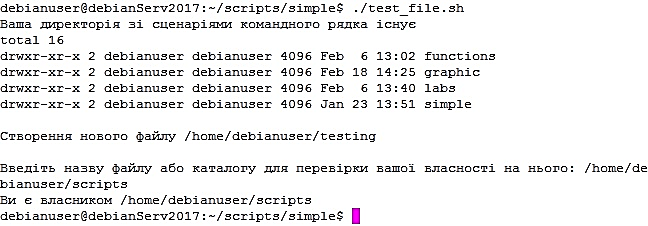 debianuser@debianServ2017:~/scripts/simple$ ./test_file.sh
Ваша директорія зі сценаріями командного рядка існує
total 16
drwxr-xr-x 2 debianuser debianuser 4096 Feb  6 13:02 functions
drwxr-xr-x 2 debianuser debianuser 4096 Feb 18 14:25 graphic
drwxr-xr-x 2 debianuser debianuser 4096 Feb  6 13:40 labs
drwxr-xr-x 2 debianuser debianuser 4096 Jan 23 13:51 simple
Створення нового файлу /home/debianuser/testing
Введіть назву файлу або каталогу для перевірки вашої власності на нього: /home/de
bianuser/scripts
Ви є власником /home/debianuser/scripts
debianuser@debianServ2017:~/scripts/simple$